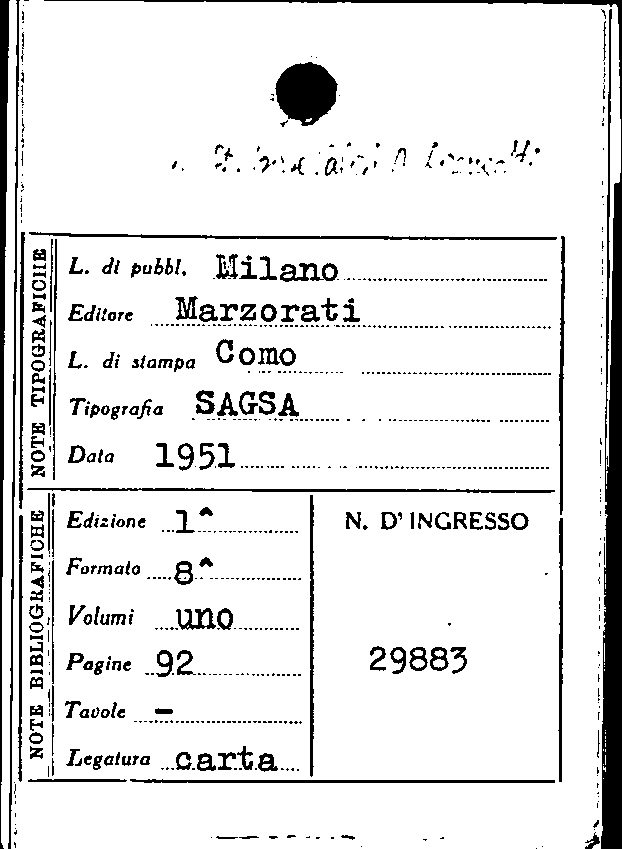 NOTE TIPOGRAFICHE
L. di pubbl. Milano
Editore Marzorati
L. di stampa Como
Tipografia SAGSA
Data 1951
NOTE BIBLIOGRAFICHE
Edizione 1^
Formato 8^
Volumi uno
Pagine 92
Tavole -
Legatura carta
N. D' INGRESSO
29883